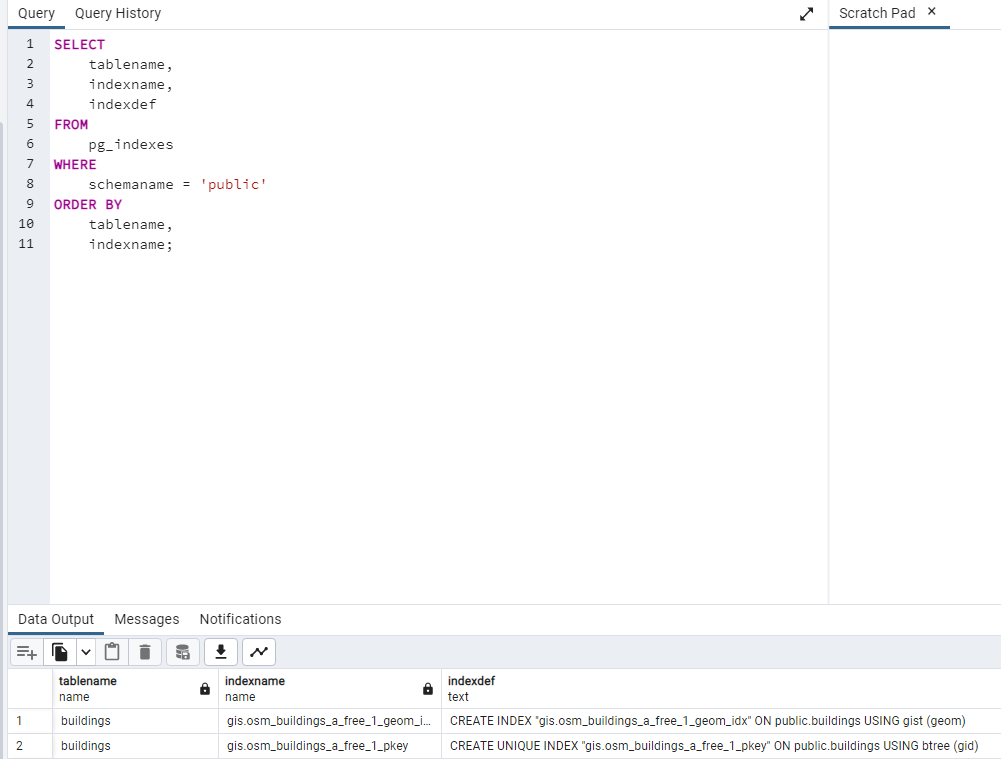 Query Query History Scratch Pad ×
1 SELECT
2 tablename,
3 indexname,
4 indexdef
5 FROM
6 pg_indexes
7 WHERE
8 schemaname = 'public'
9 ORDER BY
10 tablename,
11 indexname;
Data Output Messages Notifications
tablename indexname indexdef
name name text
1 buildings gis.osm_buildings_a_free_1_geom_i... CREATE INDEX "gis.osm_buildings_a_free_1_geom_idx" ON public.buildings USING gist (geom)
2 buildings gis.osm_buildings_a_free_1_pkey CREATE UNIQUE INDEX "gis.osm_buildings_a_free_1_pkey" ON public.buildings USING btree (gid)